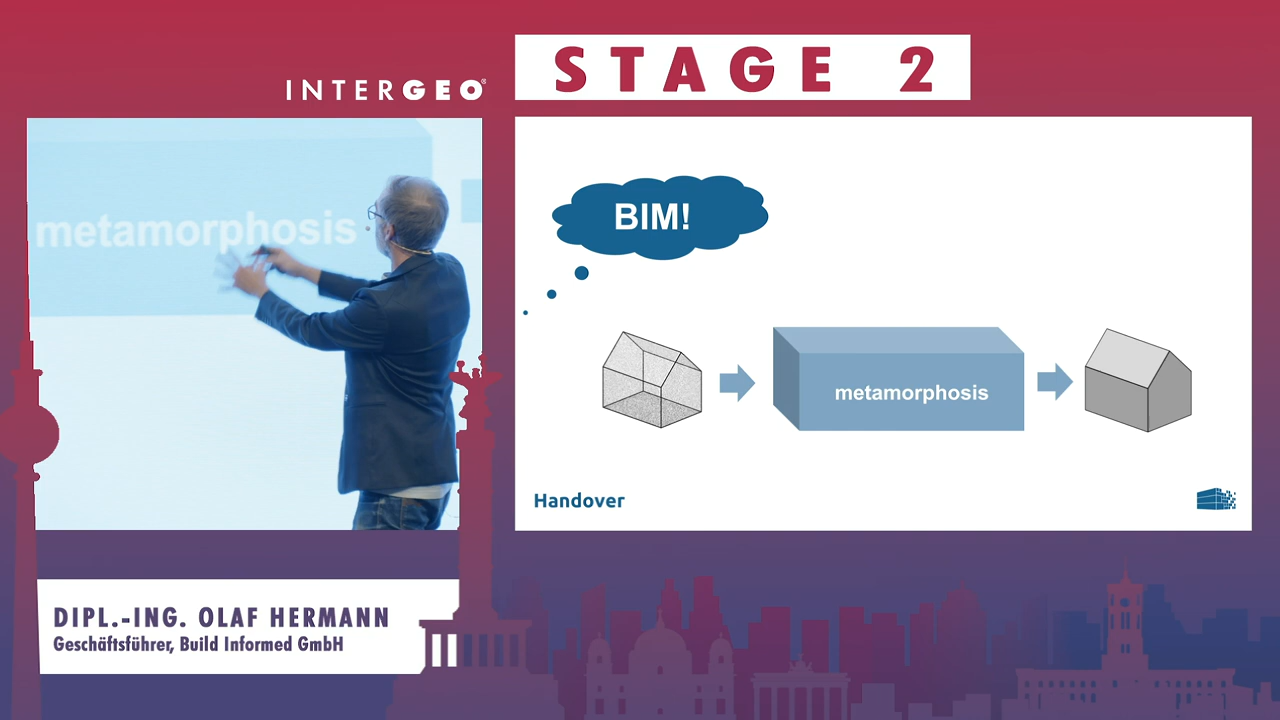 INTERGEO®
STAGE 2
metamorphosis
BIM!
metamorphosis
Handover
DIPL.-ING. OLAF HERMANN
Geschäftsführer, Build Informed GmbH